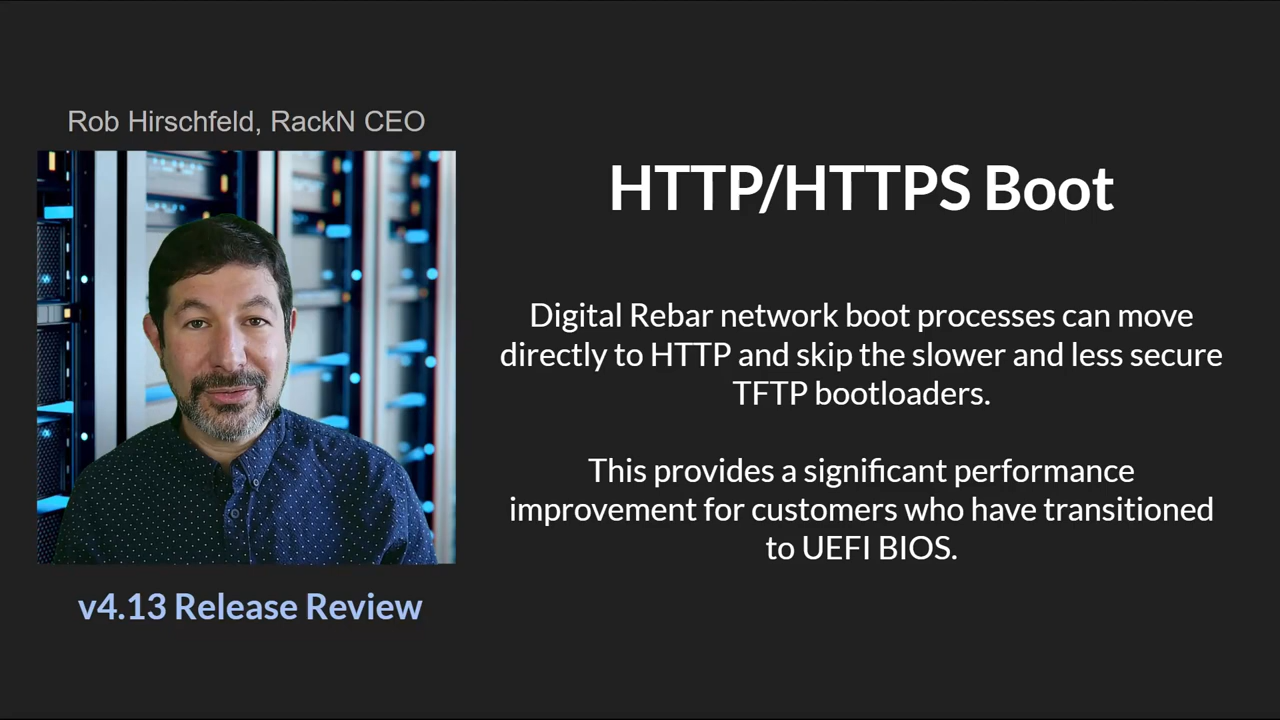 Rob Hirschfeld, RackN CEO
HTTP/HTTPS Boot
Digital Rebar network boot processes can move
directly to HTTP and skip the slower and less secure
TFTP bootloaders.
This provides a significant performance
improvement for customers who have transitioned
to UEFI BIOS.
v4.13 Release Review